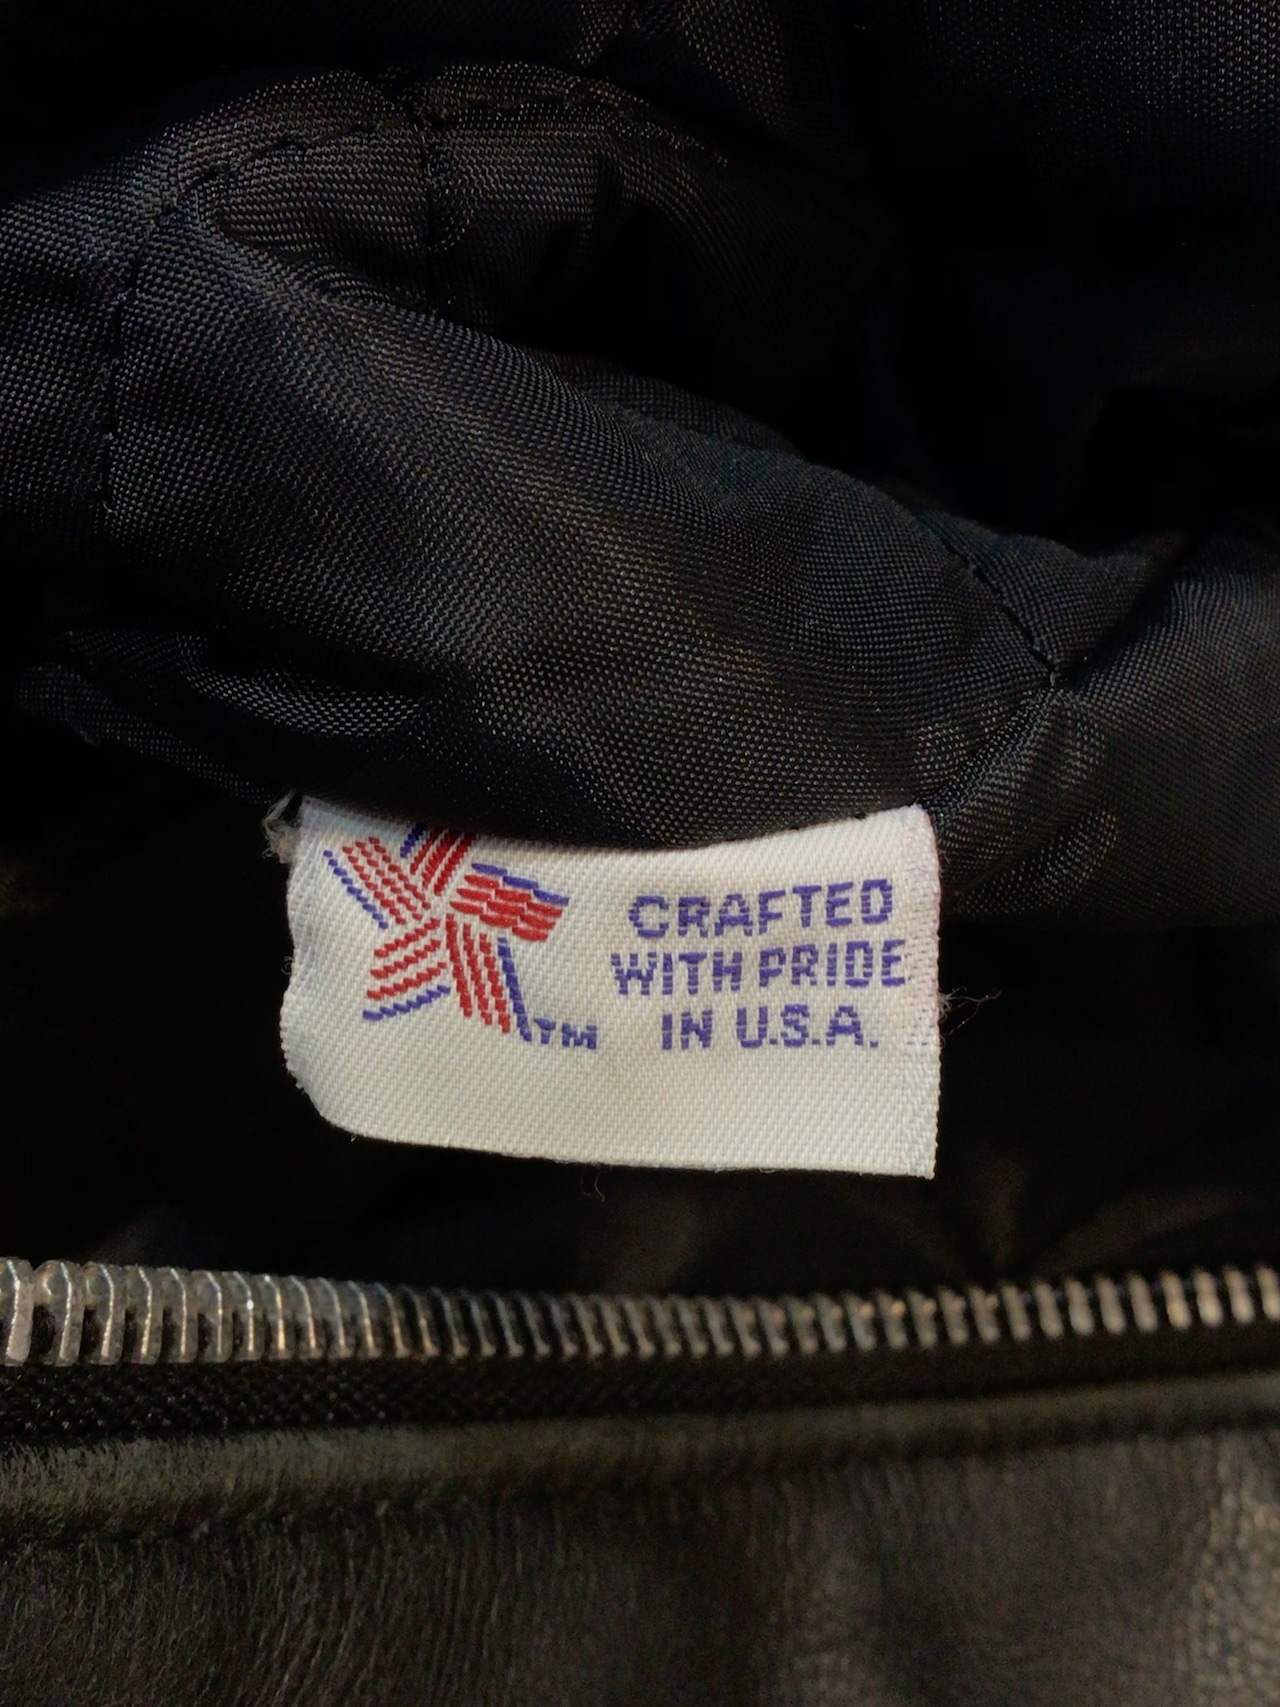 CRAFTED
WITH PRIDE
IN U.S.A.
TM